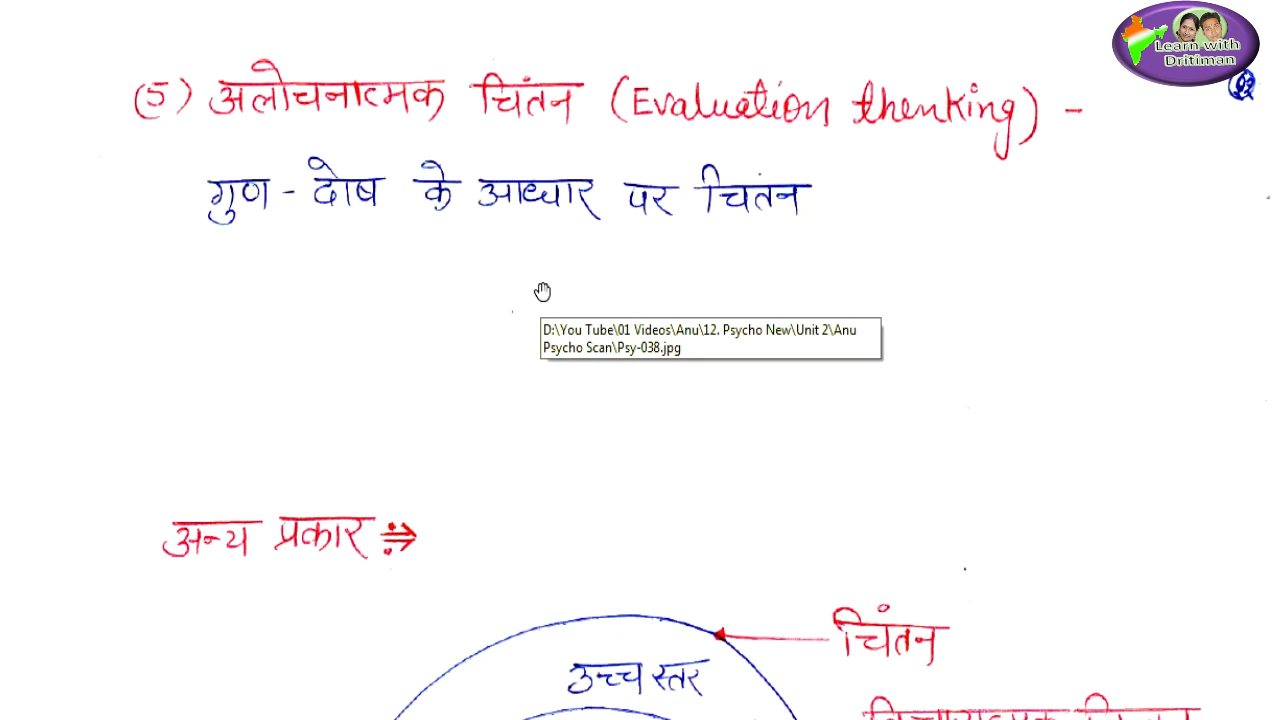 Learn with
Dritiman
(5) अलोचनात्मक चिंतन (Evaluation thenking) -
गुण - दोष के आधार पर चिंतन
D:\You Tube\01 Videos\Anu\12. Psycho New\Unit 2\Anu
Psycho Scan\Psy-038.jpg
अन्य प्रकार
चिंतन
उच्च स्तर